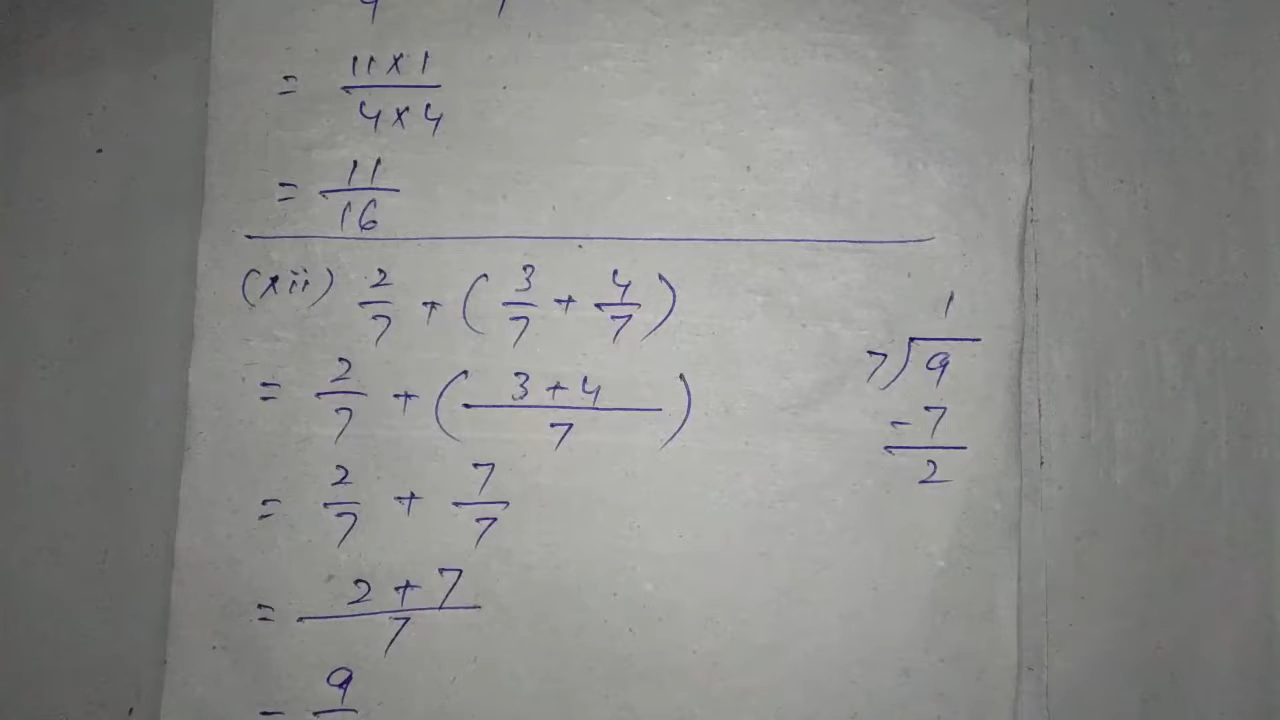 = 11 × 1 / 4 × 4
= 11 / 16
(xii) 2/7 + ( 3/7 + 4/7 )
= 2/7 + ( 3 + 4 / 7 )
= 2/7 + 7/7
= 2 + 7 / 7
= 9
1
7) 9
- 7
2